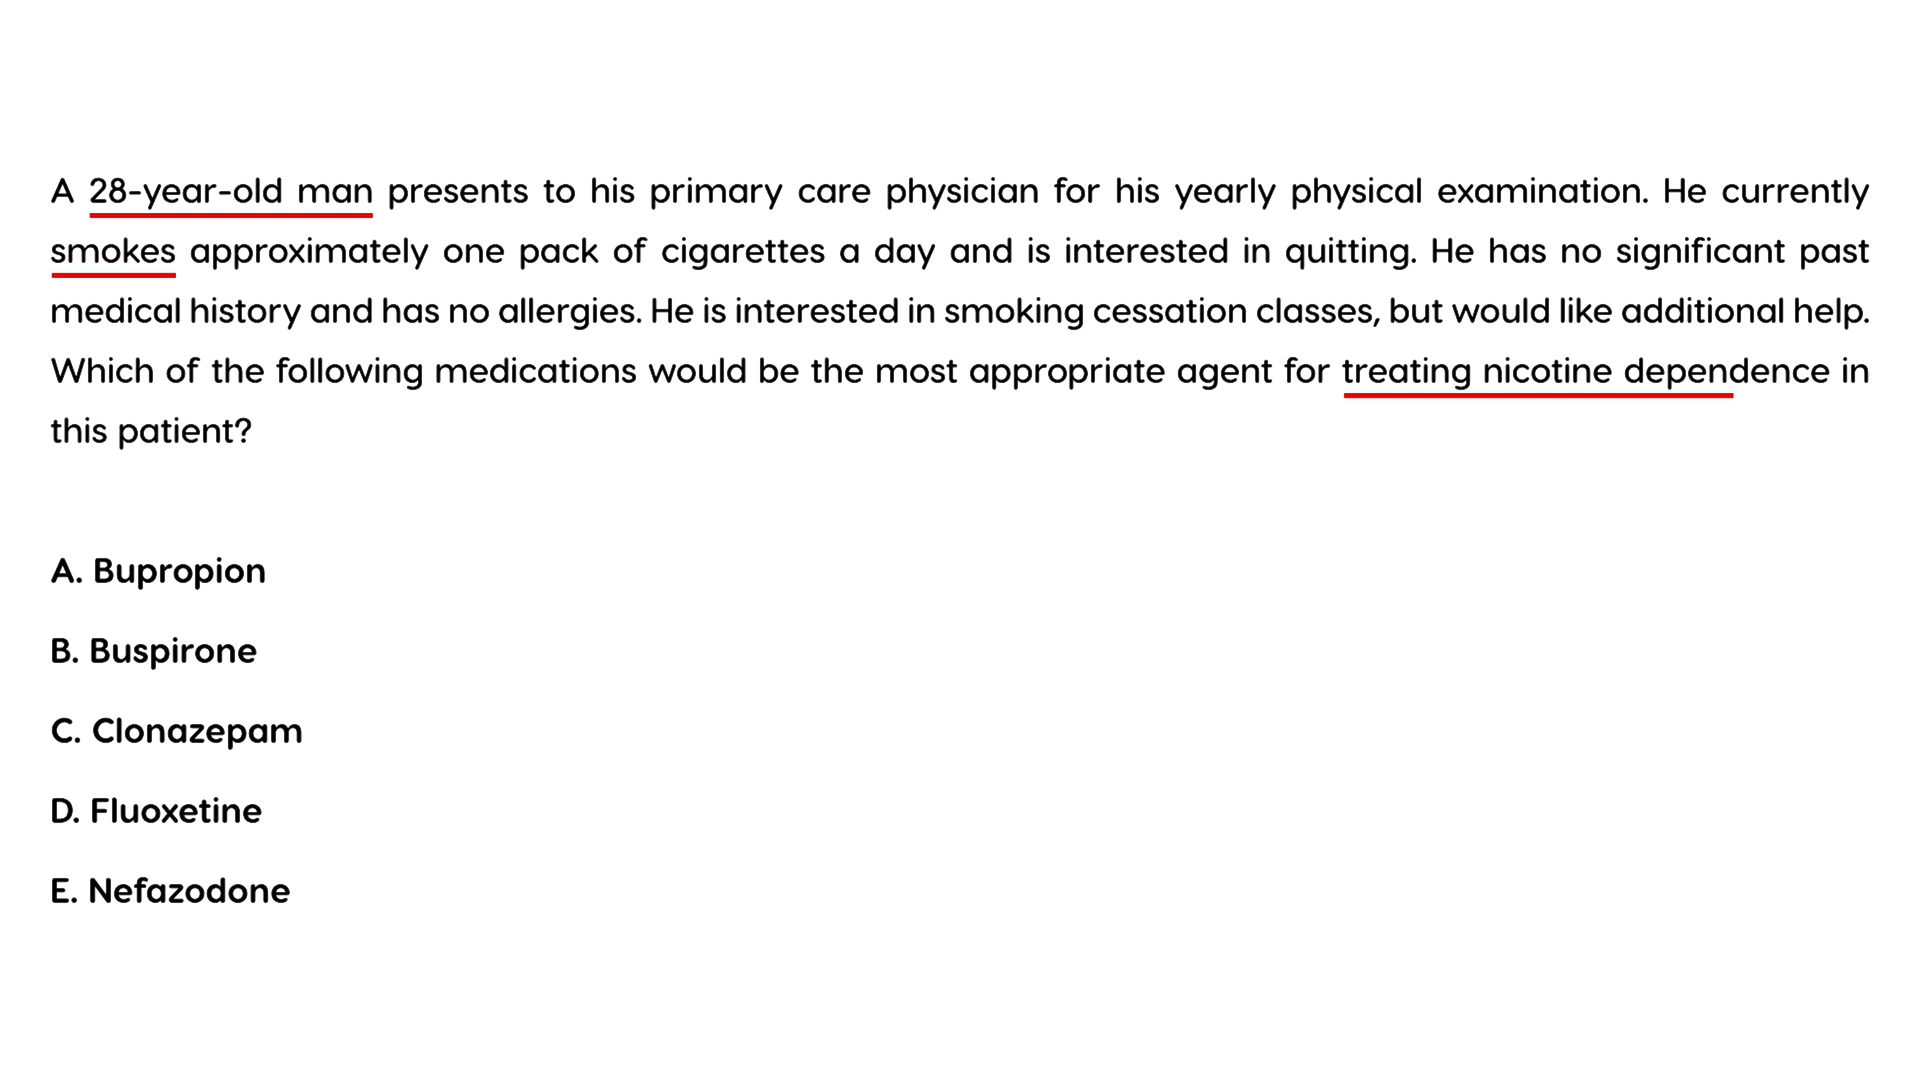 A 28-year-old man presents to his primary care physician for his yearly physical examination. He currently
smokes approximately one pack of cigarettes a day and is interested in quitting. He has no significant past
medical history and has no allergies. He is interested in smoking cessation classes, but would like additional help.
Which of the following medications would be the most appropriate agent for treating nicotine dependence in
this patient?
A. Bupropion
B. Buspirone
C. Clonazepam
D. Fluoxetine
E. Nefazodone